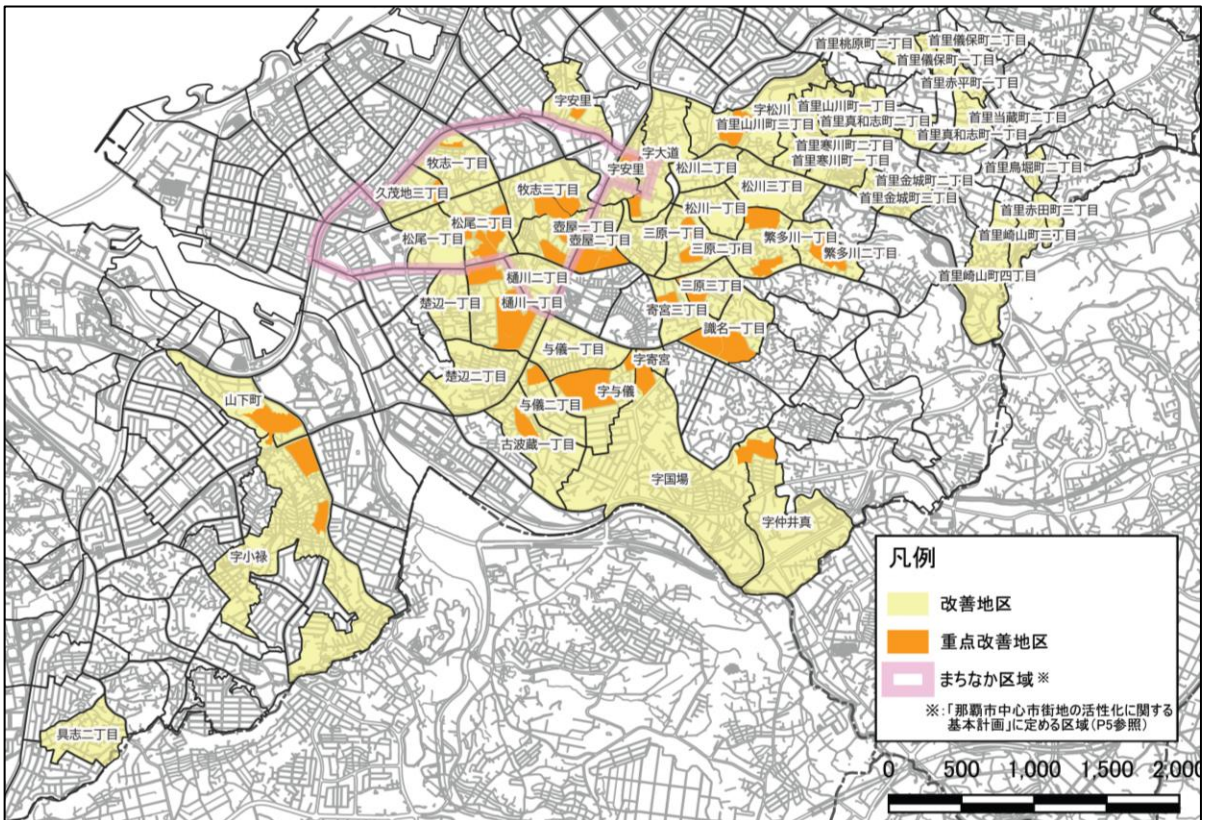 首里桃原町二丁目
首里儀保町二丁目
首里儀保町一丁目
首里赤平町一丁目
字安里
字松川
首里山川町一丁目
首里当蔵町二丁目
首里山川町三丁目
首里真和志町二丁目
首里真和志町一丁目
字大道
首里寒川町二丁目
牧志一丁目
字安里
松川二丁目
首里寒川町一丁目
首里鳥堀町二丁目
久茂地三丁目
牧志三丁目
松川三丁目
首里金城町二丁目
首里金城町三丁目
松尾二丁目
松川一丁目
首里赤田町三丁目
松尾一丁目
壺屋一丁目
壺屋二丁目
三原一丁目
繁多川一丁目
首里崎山町三丁目
三原二丁目
繁多川二丁目
首里崎山町四丁目
樋川二丁目
三原三丁目
楚辺一丁目
樋川一丁目
寄宮三丁目
識名一丁目
与儀一丁目
字寄宮
楚辺二丁目
字与儀
山下町
与儀二丁目
古波蔵一丁目
字国場
字仲井真
字小禄
具志二丁目
凡例
改善地区
重点改善地区
まちなか区域※
※:「那覇市中心市街地の活性化に関する
基本計画」に定める区域(P5参照)
0 500 1,000 1,500 2,000